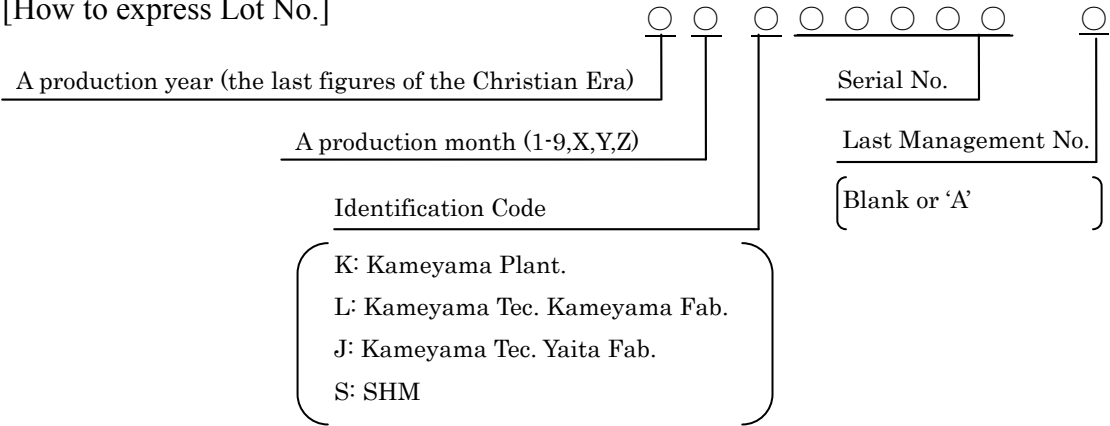 [How to express Lot No.]
○ ○ ○ ○ ○ ○ ○ ○ ○
A production year (the last figures of the Christian Era)
Serial No.
A production month (1-9,X,Y,Z)
Last Management No.
Identification Code
Blank or ‘A’
K: Kameyama Plant.
L: Kameyama Tec. Kameyama Fab.
J: Kameyama Tec. Yaita Fab.
S: SHM